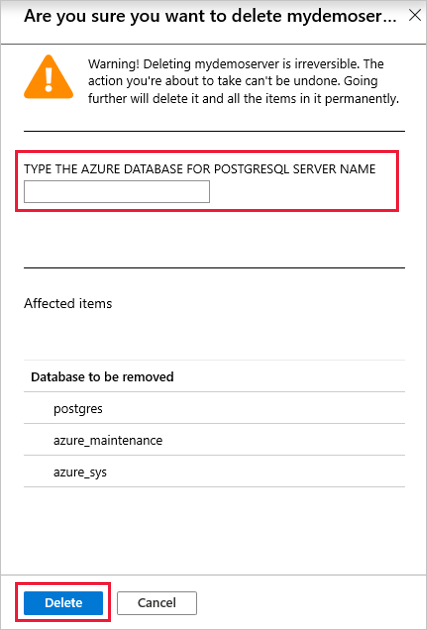 Are you sure you want to delete mydemoser...
Warning! Deleting mydemoserver is irreversible. The
action you're about to take can't be undone. Going
further will delete it and all the items in it permanently.
TYPE THE AZURE DATABASE FOR POSTGRESQL SERVER NAME
Affected items
Database to be removed
postgres
azure_maintenance
azure_sys
Delete
Cancel